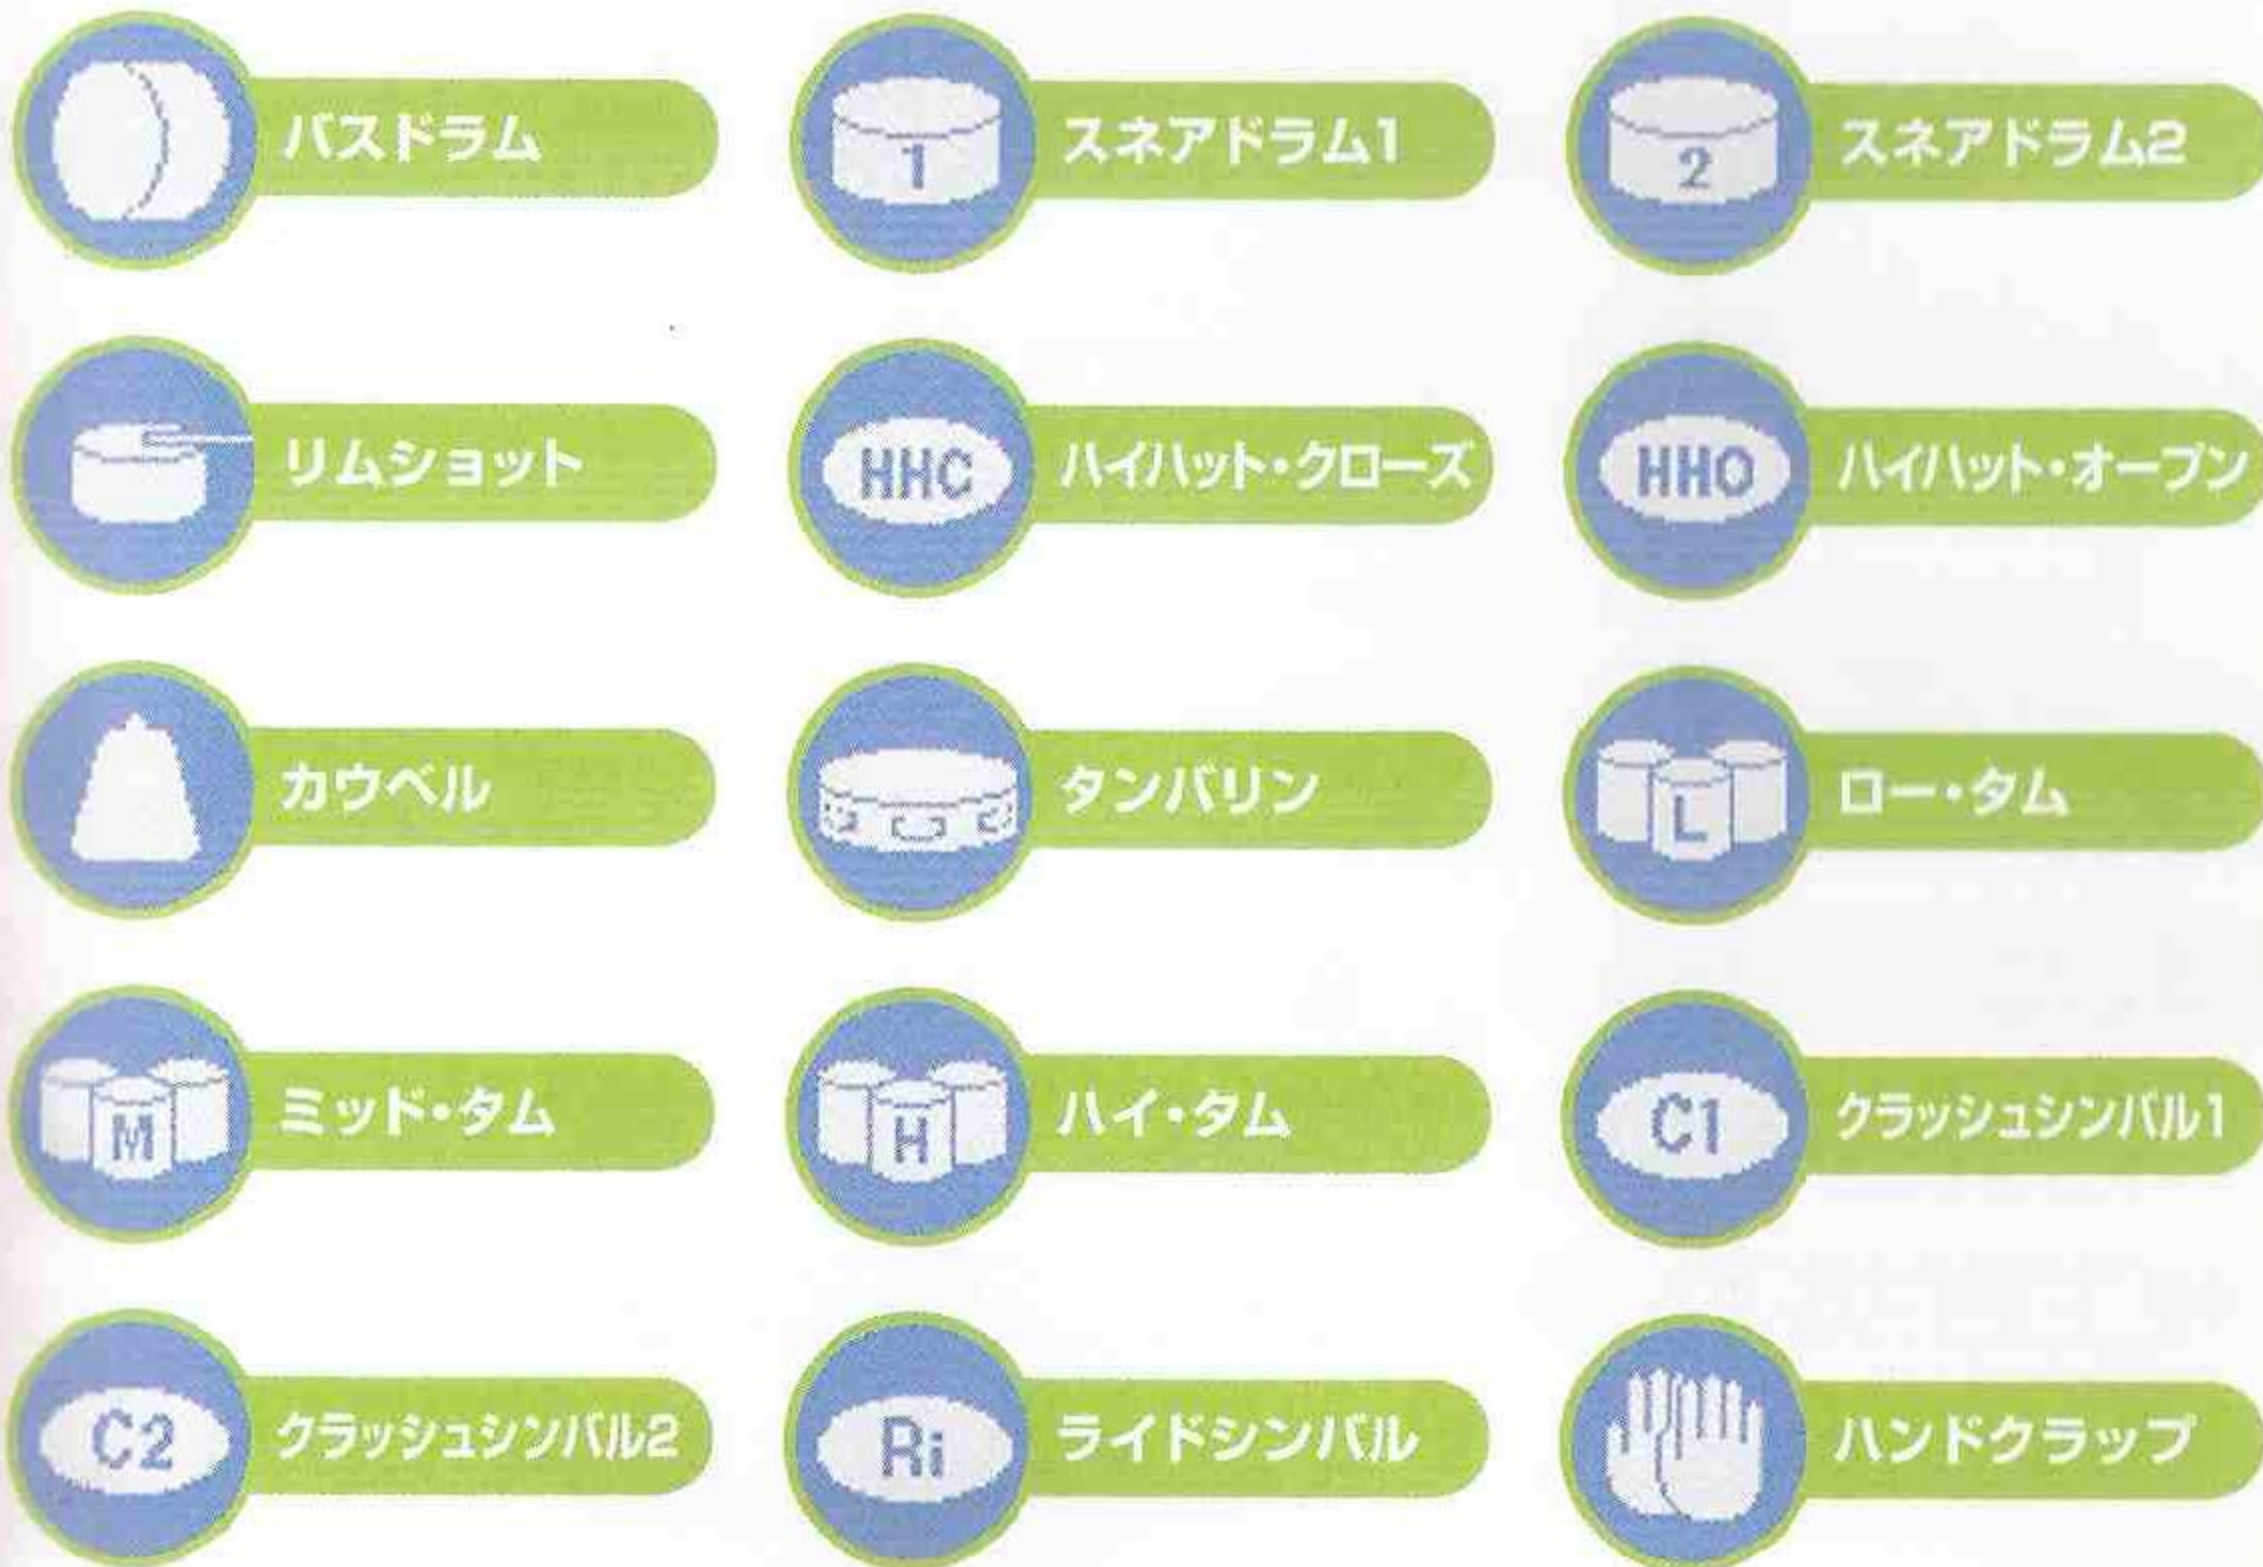 バスドラム
1
スネアドラム1
2
スネアドラム2
リムショット
HHC
ハイハット・クローズ
HHO
ハイハット・オープン
カウベル
タンバリン
L
ロー・タム
M
ミッド・タム
H
ハイ・タム
C1
クラッシュシンバル1
C2
クラッシュシンバル2
Ri
ライドシンバル
ハンドクラップ